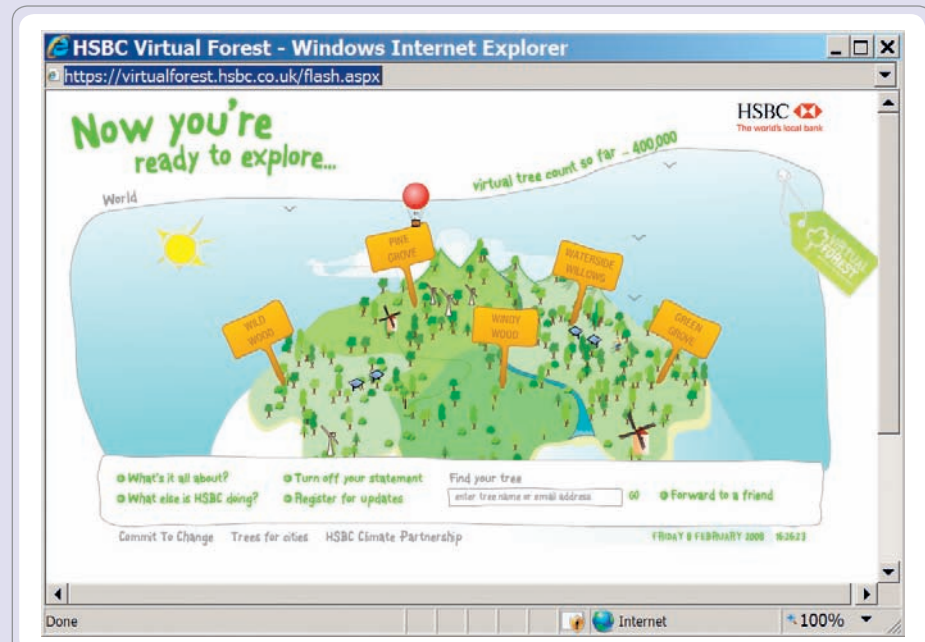 HSBC Virtual Forest - Windows Internet Explorer
https://virtualforest.hsbc.co.uk/flash.aspx
Now you're
ready to explore...
HSBC
The world's local bank
virtual tree count so far - 400,000
World
VIRTUAL
FOREST
PINE
GROVE
WATERSIDE
WILLOWS
WILD
WOOD
WINDY
WOOD
GREEN
GROVE
What's it all about?
Turn off your statement
Find your tree
What else is HSBC doing?
Register for updates
enter tree name or email address
GO
Forward to a friend
Commit To Change
Trees for cities
HSBC Climate Partnership
FRIDAY 8 FEBRUARY 2008 16:26:23
Done
Internet
100%